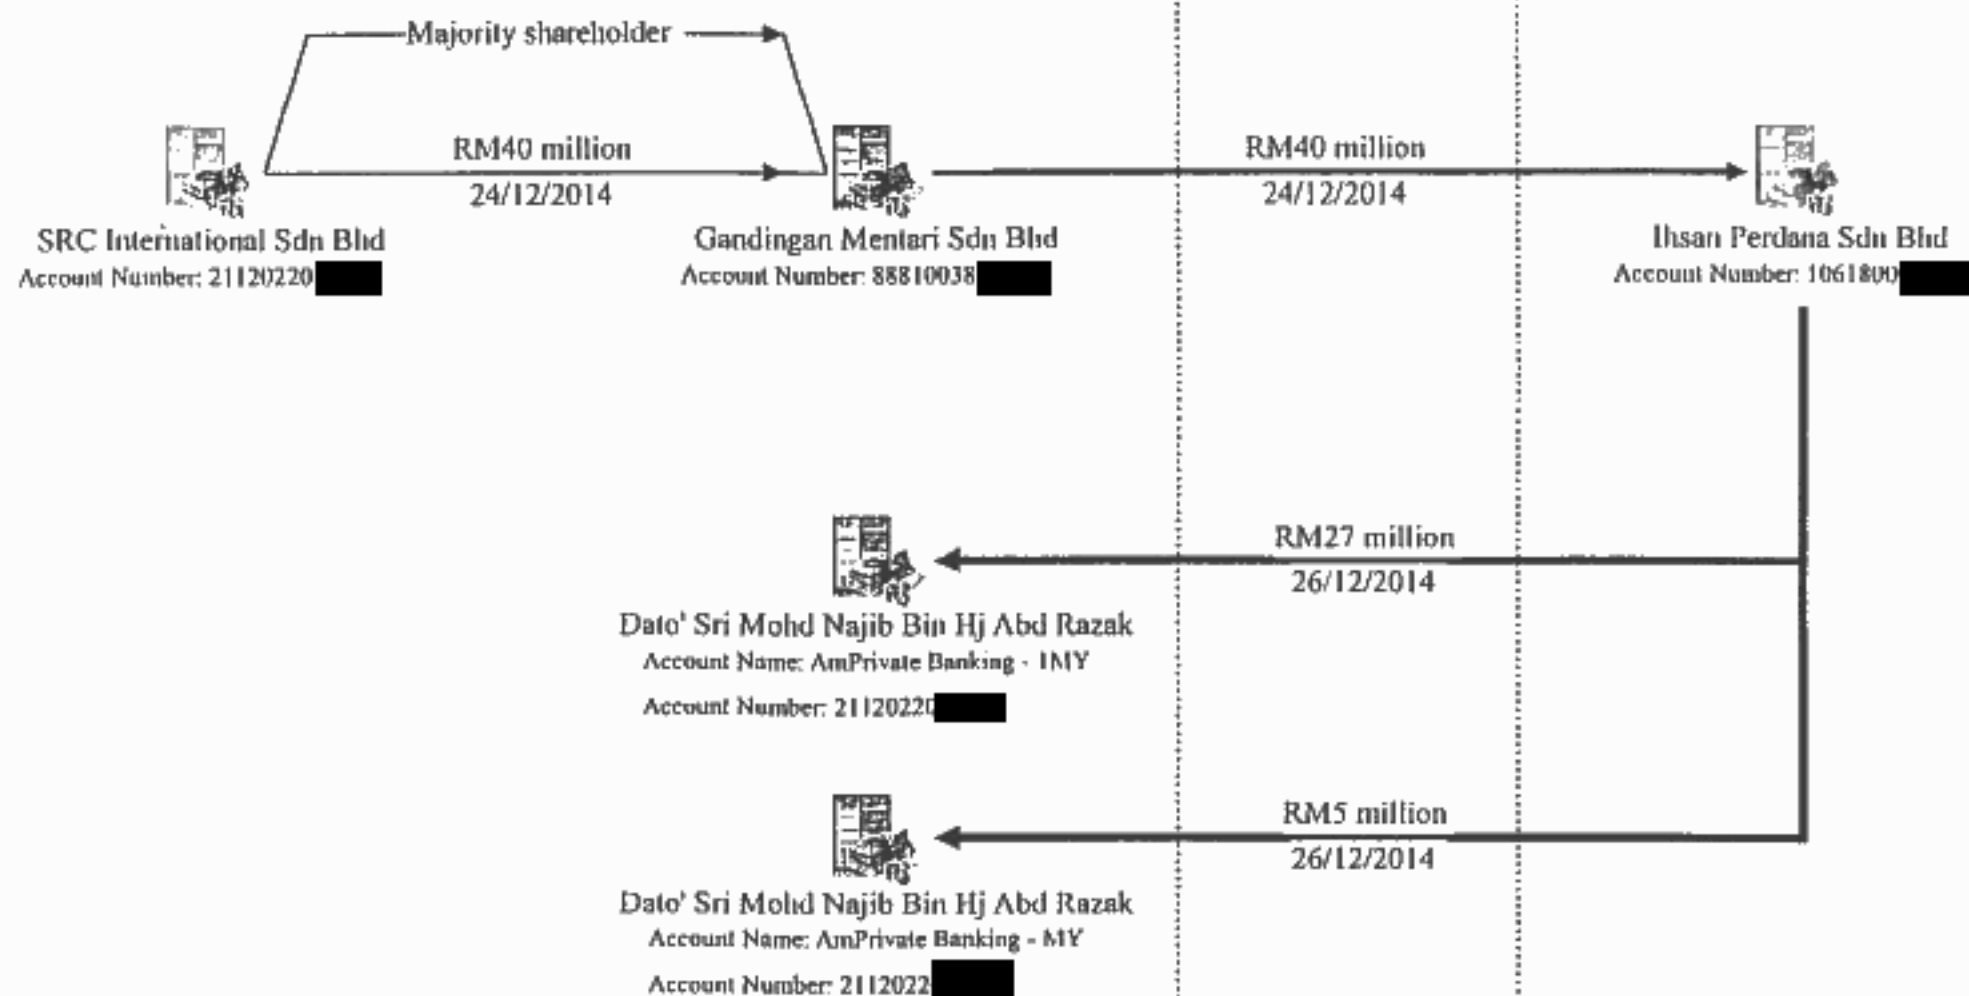 Majority shareholder
RM40 million
24/12/2014
RM40 million
24/12/2014
SRC International Sdn Bhd
Account Number: 21120220
Gandingan Mentari Sdn Bhd
Account Number: 88810038
Ihsan Perdana Sdn Bhd
Account Number: 1061800
RM27 million
26/12/2014
Dato' Sri Mohd Najib Bin Hj Abd Razak
Account Name: AmPrivate Banking - 1MY
Account Number: 21120220
RM5 million
26/12/2014
Dato' Sri Mohd Najib Bin Hj Abd Razak
Account Name: AmPrivate Banking - MY
Account Number: 2112022